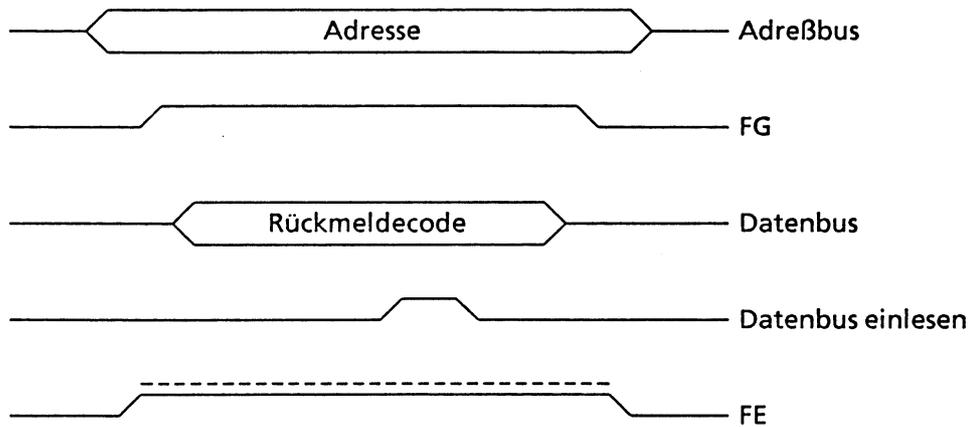 Adresse
Adreßbus
FG
Rückmeldecode
Datenbus
Datenbus einlesen
FE